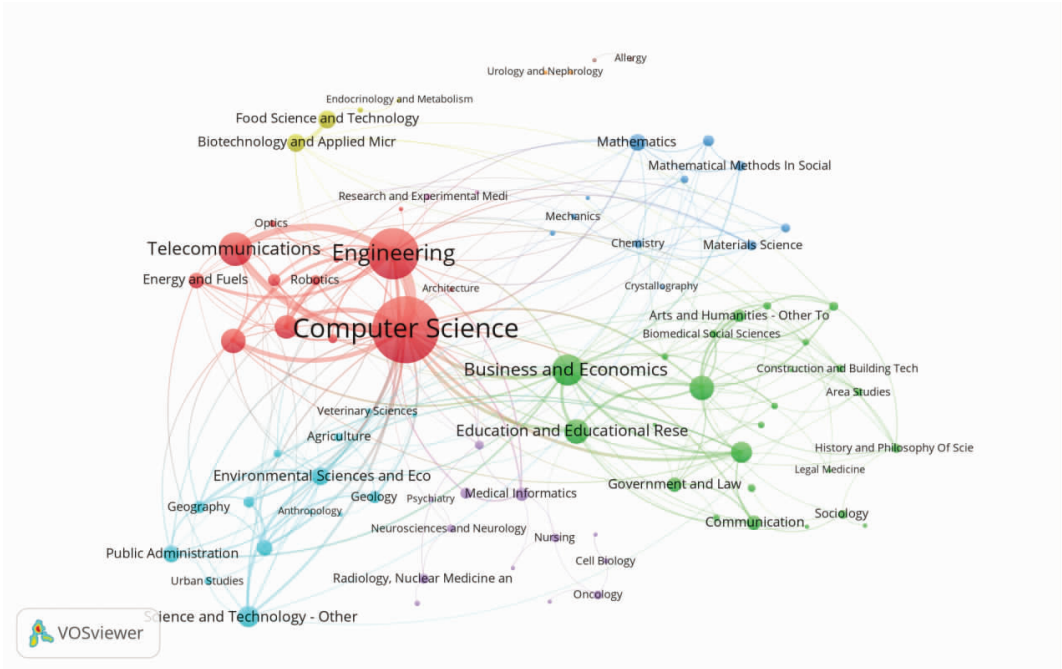 Allergy
Urology and Nephrology
Endocrinology and Metabolism
Food Science and Technology
Biotechnology and Applied Micr
Mathematics
Mathematical Methods In Social
Research and Experimental Medi
Mechanics
Optics
Telecommunications
Engineering
Chemistry
Materials Science
Energy and Fuels
Robotics
Architecture
Crystallography
Arts and Humanities - Other To
Computer Science
Biomedical Social Sciences
Business and Economics
Construction and Building Tech
Area Studies
Veterinary Sciences
Agriculture
Education and Educational Rese
History and Philosophy Of Scie
Legal Medicine
Environmental Sciences and Eco
Government and Law
Geology
Psychiatry
Medical Informatics
Geography
Anthropology
Sociology
Communication
Neurosciences and Neurology
Nursing
Public Administration
Cell Biology
Urban Studies
Radiology, Nuclear Medicine an
Oncology
Science and Technology - Other
VOSviewer